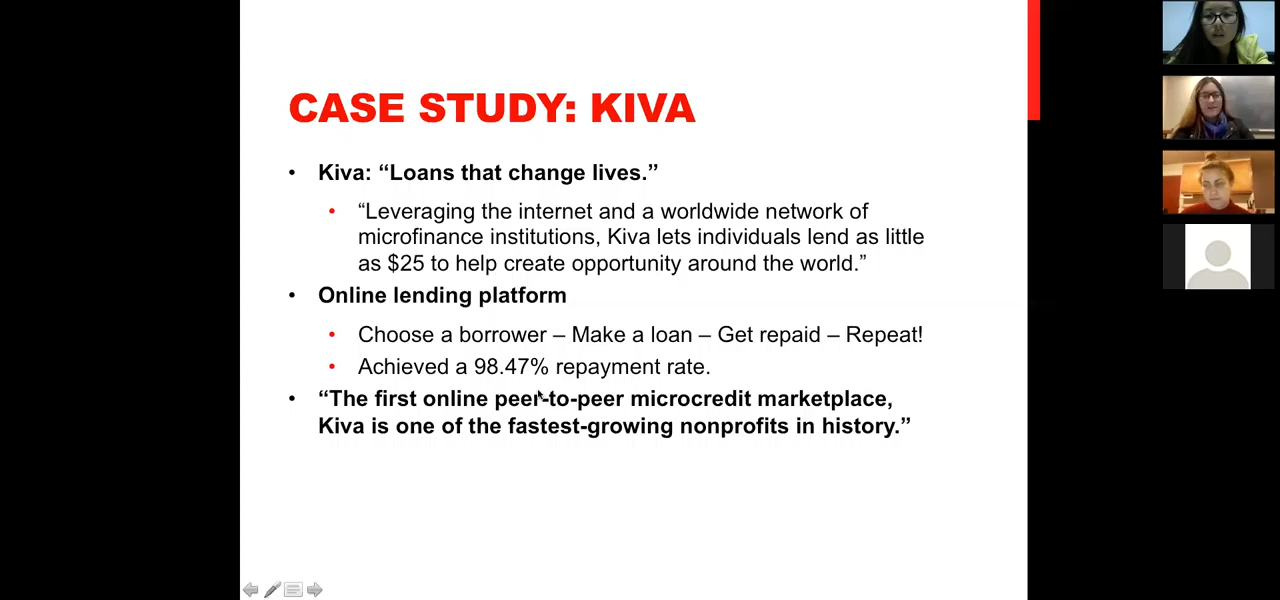 CASE STUDY: KIVA
• Kiva: “Loans that change lives.”
• “Leveraging the internet and a worldwide network of
microfinance institutions, Kiva lets individuals lend as little
as $25 to help create opportunity around the world.”
• Online lending platform
• Choose a borrower – Make a loan – Get repaid – Repeat!
• Achieved a 98.47% repayment rate.
• “The first online peer-to-peer microcredit marketplace,
Kiva is one of the fastest-growing nonprofits in history.”